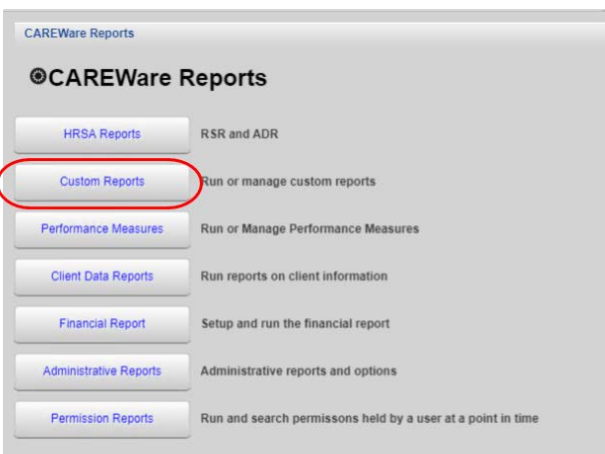 CAREWare Reports
CAREWare Reports
HRSA Reports RSR and ADR
Custom Reports Run or manage custom reports
Performance Measures Run or Manage Performance Measures
Client Data Reports Run reports on client information
Financial Report Setup and run the financial report
Administrative Reports Administrative reports and options
Permission Reports Run and search permissons held by a user at a point in time